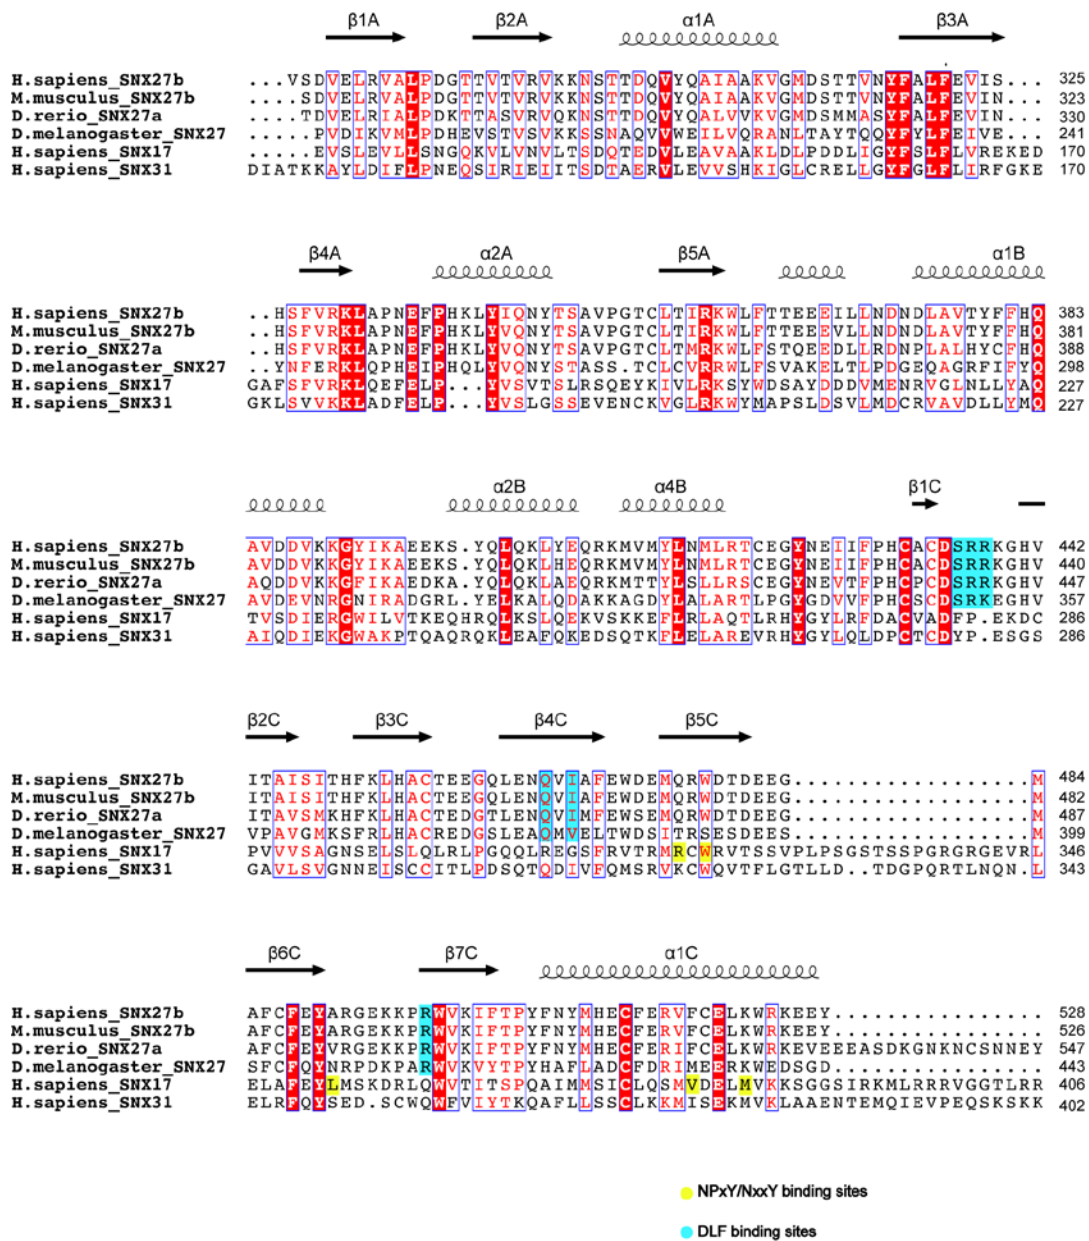 β1A β2A α1A β3A
H.sapiens_SNX27b ...VSDVELRVALPDGTTVTVRVKKNSTTDQVYQAIAAKVGMDSTTVNYFALFEVIS... 325
M.musculus_SNX27b ....SDVELRVALPDGTTVTVRVKKNSTTDQVYQAIAAKVGMDSTTVNYFALFEVIN... 323
D.rerio_SNX27a ....TDVELRIALPDGTTASVRVQKNSTTDQVYQAVVAKVGMDSMMASYFALFEVIN... 330
D.melanogaster_SNX27 .....PVDIKVMLPDHEVSTVSVKKSSNAQVVWEILVQRANLTAYTQQYFYLFEIVE... 241
H.sapiens_SNX17 .....EVSLEVLLSNGQKVLVNVLTSDQTEDVLEAVAAKLDLPDDLIGYFSLFLVREKED 170
H.sapiens_SNX31 DIATKKAYLDIFLPNEQSIRIEIITSDTAERVLEVVSHKIGLCRELLGYFGLFLIRFGKE 170
β4A α2A β5A α1B
H.sapiens_SNX27b ..HSFVRKLAPNEFPHKLYIQNYTSAVPGTCLTIRKWLFTTEEEILLNDNDLAVTYFFHQ 383
M.musculus_SNX27b ..HSFVRKLAPNEFPHKLYVQNYTSAVPGTCLTIRKWLFTTEEEVLLNDNDLAVTYFFHQ 381
D.rerio_SNX27a ..HSFVRKLAPNEFPHKLYVQNYTSAVPGTCLTMRKWLFSTQEEDLLRDNPLALHYCFHQ 388
D.melanogaster_SNX27 ..YNFERKLQPHEIPHQLYVQNYSTASS.TCLCVRRWLFSVAKELTLPDGEQAGRFIFYQ 298
H.sapiens_SNX17 GAFSFVRKLQEFELP...YVSVTSLRSQEYKIVLRKSYWDSAYDDDVMENRVGLNLLYAQ 227
H.sapiens_SNX31 GKLSVVKKLADFELP...YVSLGSSEVENCKVGLRKWYMAPSLDSVLMDCRVAVDLLYMQ 227
α2B α4B β1C
H.sapiens_SNX27b AVDDVKKGYIKAEEKS.YQLQKLYEQRKMVMYLNMLRTCEGYNEIIFPHCACDSRRKGHV 442
M.musculus_SNX27b AVDDVKKGYIKAEEKS.YQLQKLHEQRKMVMYLNMLRTCEGYNEIIFPHCACDSRRKGHV 440
D.rerio_SNX27a AQDDVKKGFIKAEDKA.YQLQKLAEQRKMTTYLSLLRSCEGYNEVTFPHCPCDSRRKGHV 447
D.melanogaster_SNX27 AVDEVNRGNIRADGRL.YELKALQDAKKAGDYLALARTLPGYGDVVFPHCSCDSRKEGHV 357
H.sapiens_SNX17 TVSDIERGWILVTKEQHRQLKSLQEKVSKKEFLRLAQTLRHYGYLRFDACVADFP.EKDC 286
H.sapiens_SNX31 AIQDIEKGWAKPTQAQRQKLEAFQKEDSQTKFLELAREVRHYGYLQLDPCTCDYP.ESGS 286
β2C β3C β4C β5C
H.sapiens_SNX27b ITAISITHFKLHACTEEGQLENQVIAFEWDEMQRWDTDEEG..................M 484
M.musculus_SNX27b ITAISITHFKLHACTEEGQLENQVIAFEWDEMQRWDTDEEG..................M 482
D.rerio_SNX27a ITAVSMKHFKLHACTEEGTLENQVIMFEWSEMQRWDTDEEG..................M 487
D.melanogaster_SNX27 VPAVGMKSFRLHACREDGSLEAQMVELTWDSITRSESDEES..................M 399
H.sapiens_SNX17 PVVVSAGNSELSLQLRLPGQQLREGSFRVTRMRCWRVTSSVPLPSGSTSSPGRGRGEVRL 346
H.sapiens_SNX31 AVLSVGNNEISCCITLPDSQTQDIVFQMSRVKCWQVTFLGTLLD..TDGPQRTLNQN.L 343
β6C β7C α1C
H.sapiens_SNX27b AFCFEYARGEKKPRWVKIFTPYFNYMHECFERVFCELKWRKEEY 528
M.musculus_SNX27b AFCFEYARGEKKPRWVKIFTPYFNYMHECFERVFCELKWRKEEY 526
D.rerio_SNX27a AFCFEYVRGEKKPRWVKIFTPYFNYMHECFERIFCELKWRKEVEEEASDKGNKNCSNNEY 547
D.melanogaster_SNX27 SFCFQYNRPDKPARWVKIFTPYHAFLADCFDRIMEERKWEDSGD 443
H.sapiens_SNX17 ELAFEYLMSKDRLQWVTITSPQAIMMSICLQSMVDELMVKKSGGSIRKMLRRRVGGTLRR 406
H.sapiens_SNX31 ELRFQYSED.SCWQWFVIYTKQAFLLSSCLKKMISEKMVKLAAENTEMQIEVPEQSKSKK 402
NPxY/NxxY binding sites
DLF binding sites